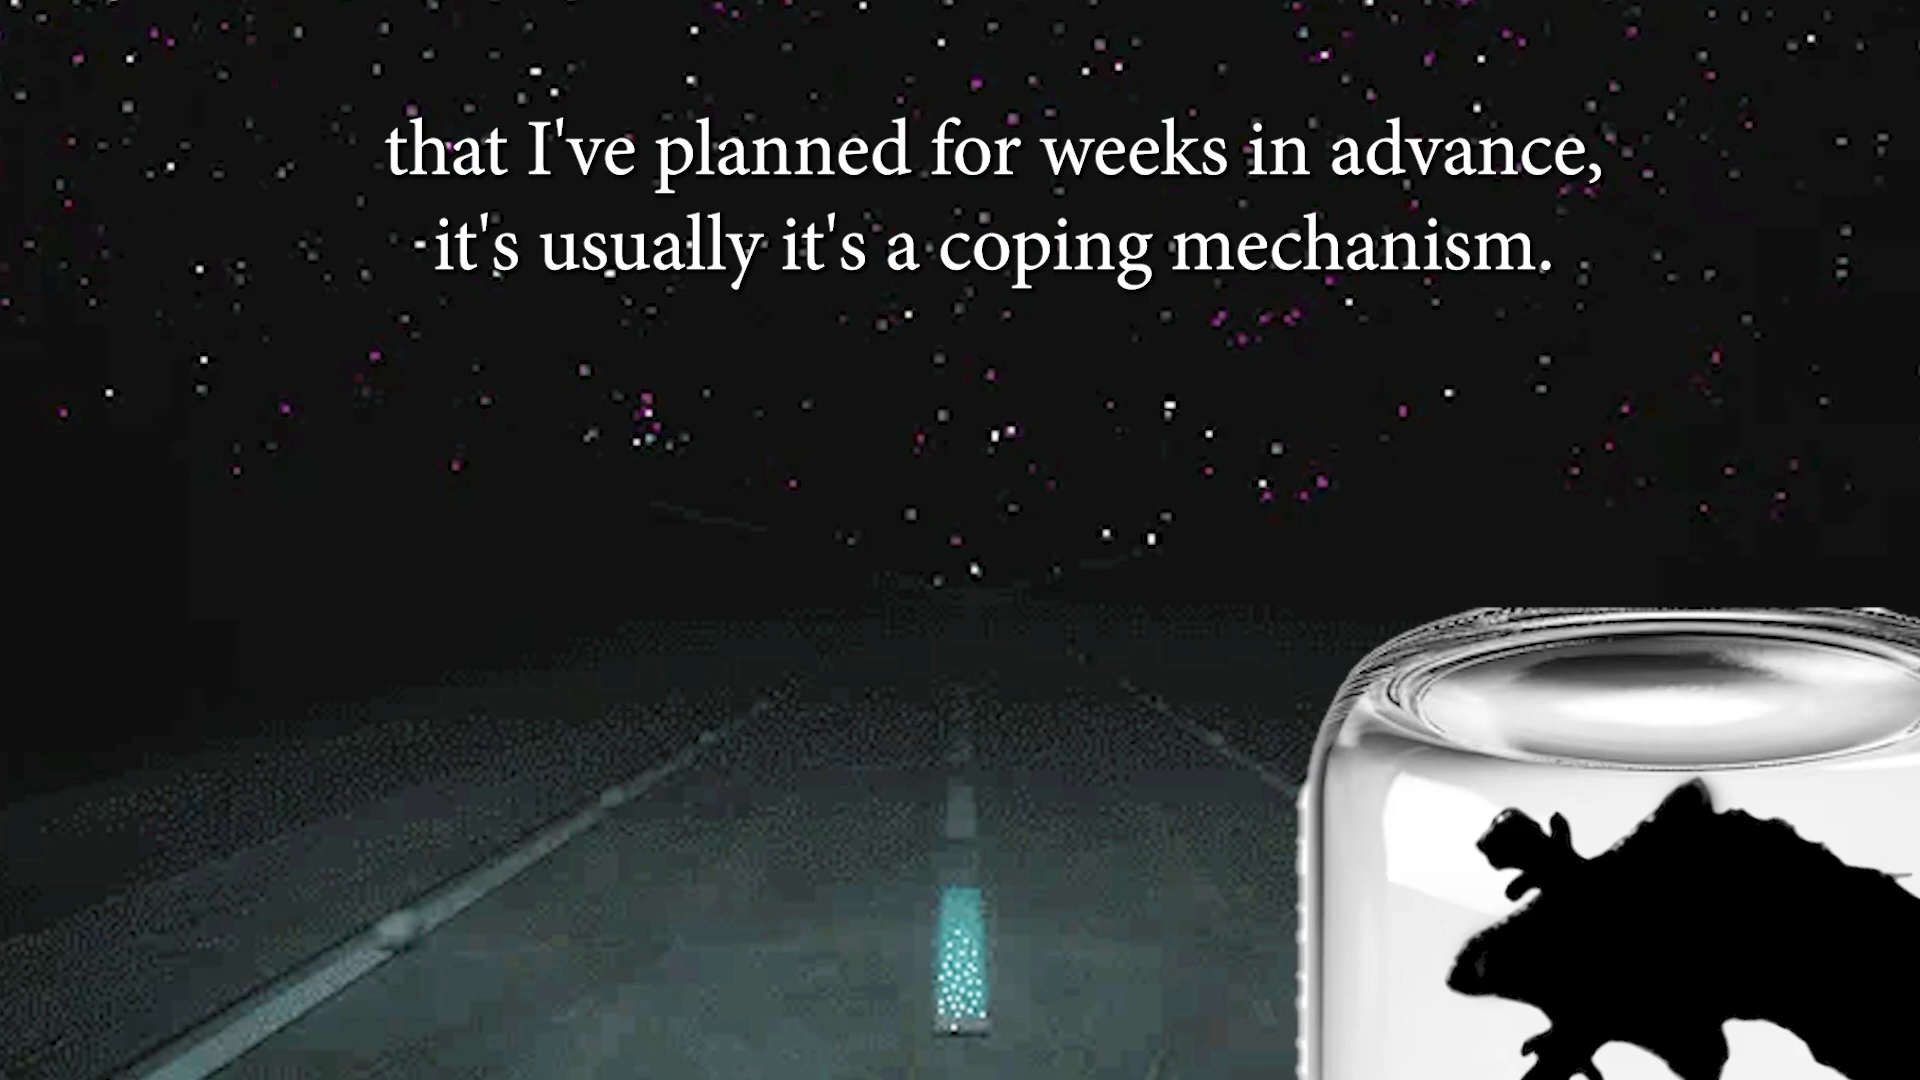 that I've planned for weeks in advance,
it's usually it's a coping mechanism.